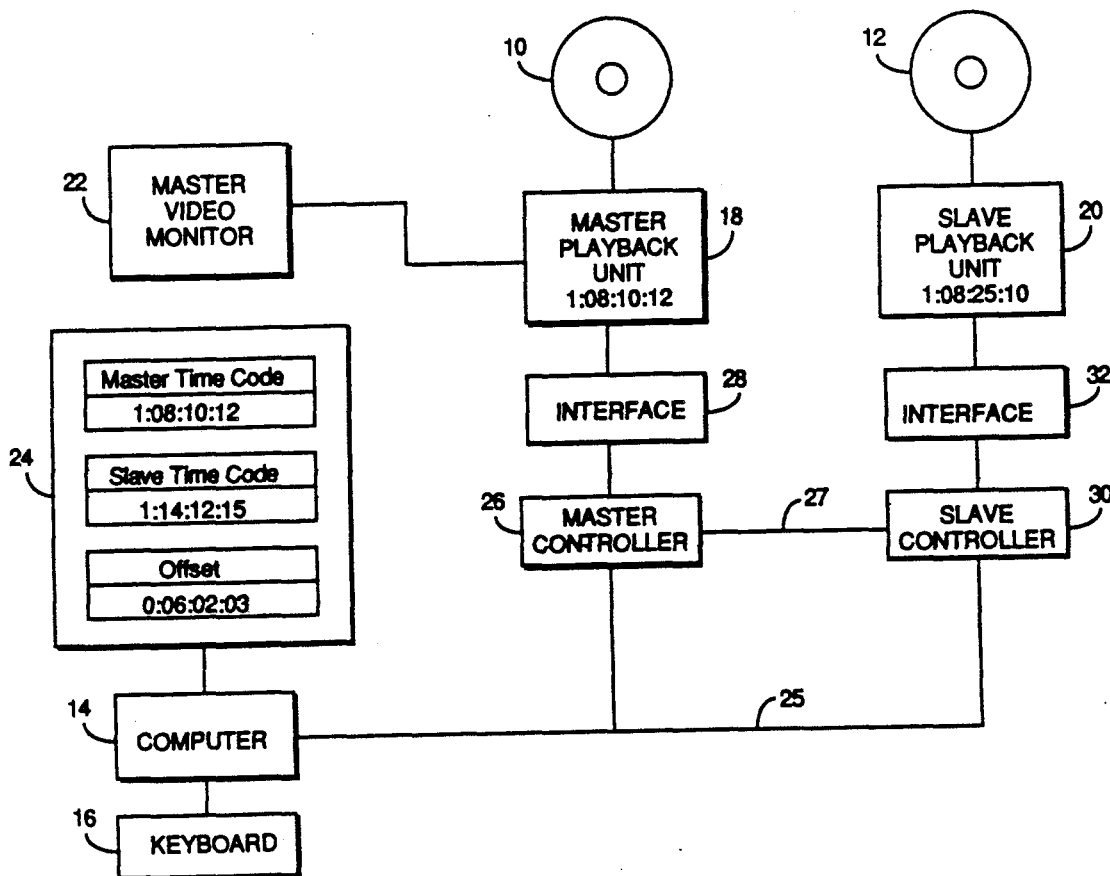 10
12
22
MASTER
VIDEO
MONITOR
MASTER
PLAYBACK
UNIT
1:08:10:12
18
SLAVE
PLAYBACK
UNIT
1:08:25:10
20
24
Master Time Code
1:08:10:12
Slave Time Code
1:14:12:15
Offset
0:06:02:03
INTERFACE
28
INTERFACE
32
26
MASTER
CONTROLLER
27
SLAVE
CONTROLLER
30
14
COMPUTER
25
16
KEYBOARD